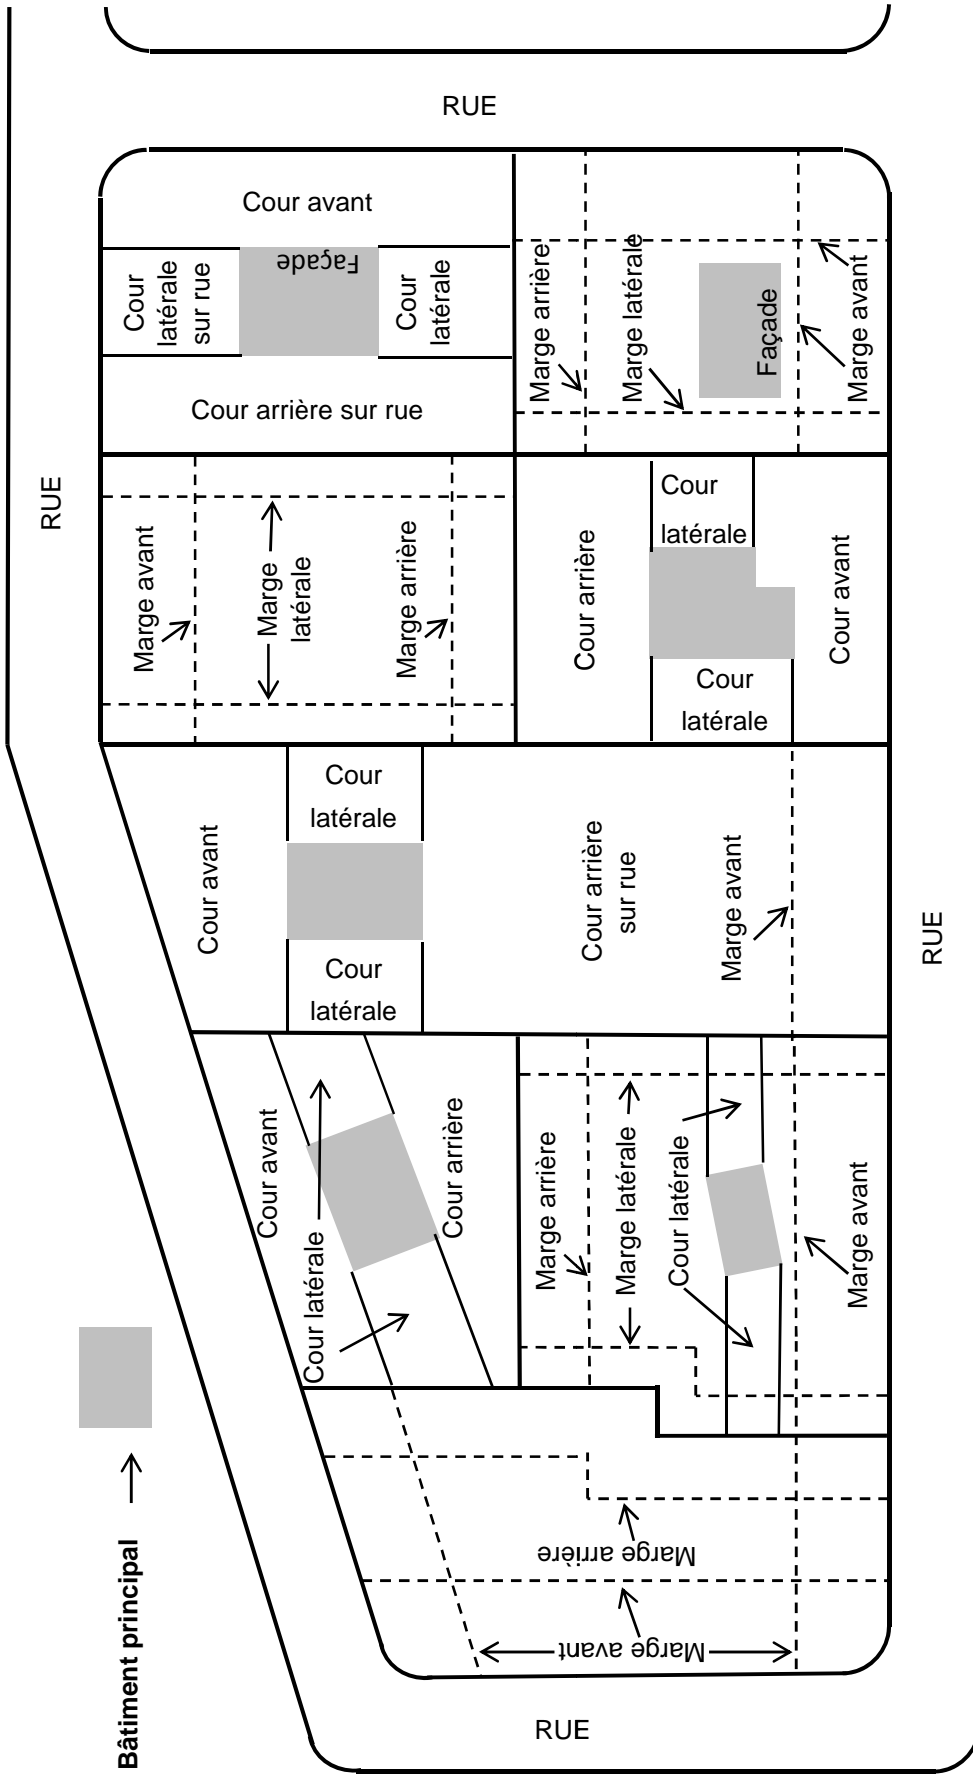 RUE
Cour avant
Façade
Cour
latérale
sur rue
Cour
latérale
Cour arrière sur rue
Marge arrière
Marge latérale
Façade
Marge avant
RUE
Marge avant
Marge
latérale
Marge arrière
Cour arrière
Cour
latérale
Cour avant
Cour
latérale
Cour avant
Cour
latérale
Cour
latérale
Cour arrière
sur rue
Marge avant
RUE
Cour avant
Cour latérale
Cour arrière
Marge arrière
Marge latérale
Cour latérale
Marge avant
Marge arrière
Marge avant
Bâtiment principal
RUE